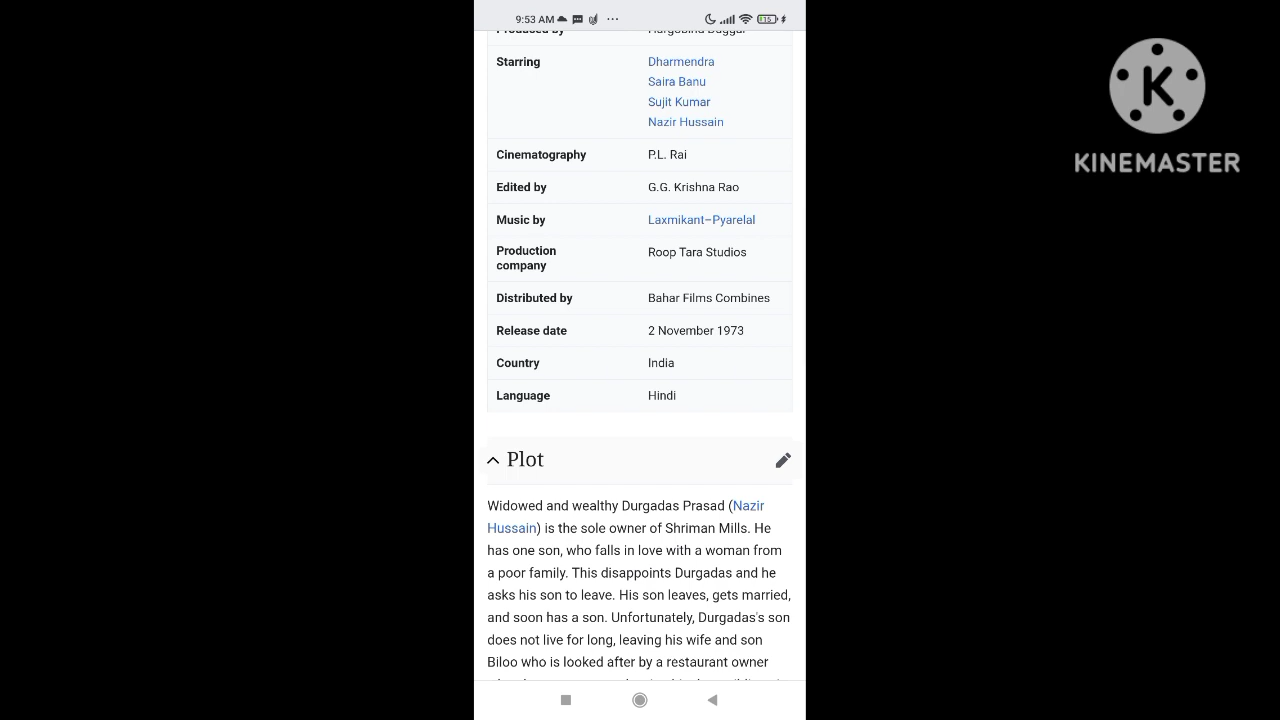 9:53 AM
15
Produced by
Starring
Dharmendra
Saira Banu
Sujit Kumar
Nazir Hussain
Cinematography
P.L. Rai
Edited by
G.G. Krishna Rao
Music by
Laxmikant–Pyarelal
Production
company
Roop Tara Studios
Distributed by
Bahar Films Combines
Release date
2 November 1973
Country
India
Language
Hindi
Plot
Widowed and wealthy Durgadas Prasad (Nazir
Hussain) is the sole owner of Shriman Mills. He
has one son, who falls in love with a woman from
a poor family. This disappoints Durgadas and he
asks his son to leave. His son leaves, gets married,
and soon has a son. Unfortunately, Durgadas's son
does not live for long, leaving his wife and son
Biloo who is looked after by a restaurant owner
K
KINEMASTER